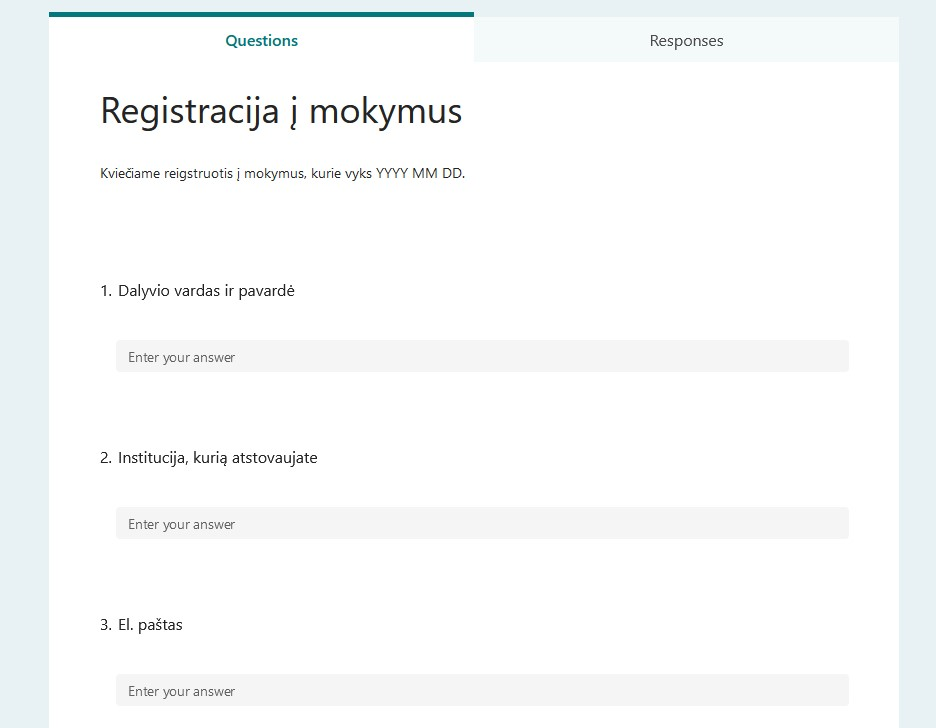 Questions
Responses
Registracija į mokymus
Kviečiame reigstruotis į mokymus, kurie vyks YYYY MM DD.
1. Dalyvio vardas ir pavardė
Enter your answer
2. Institucija, kurią atstovaujate
Enter your answer
3. El. paštas
Enter your answer